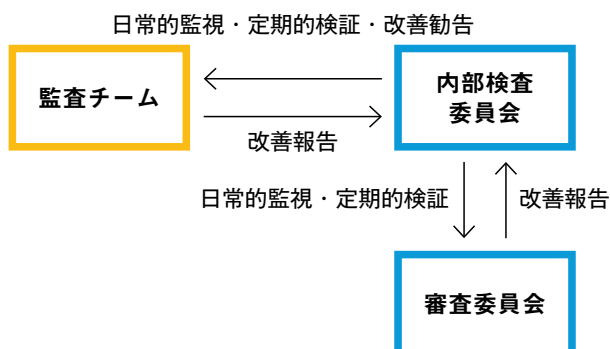 日常的監視・定期的検証・改善勧告
監査チーム
内部検査
委員会
改善報告
日常的監視・定期的検証
改善報告
審査委員会